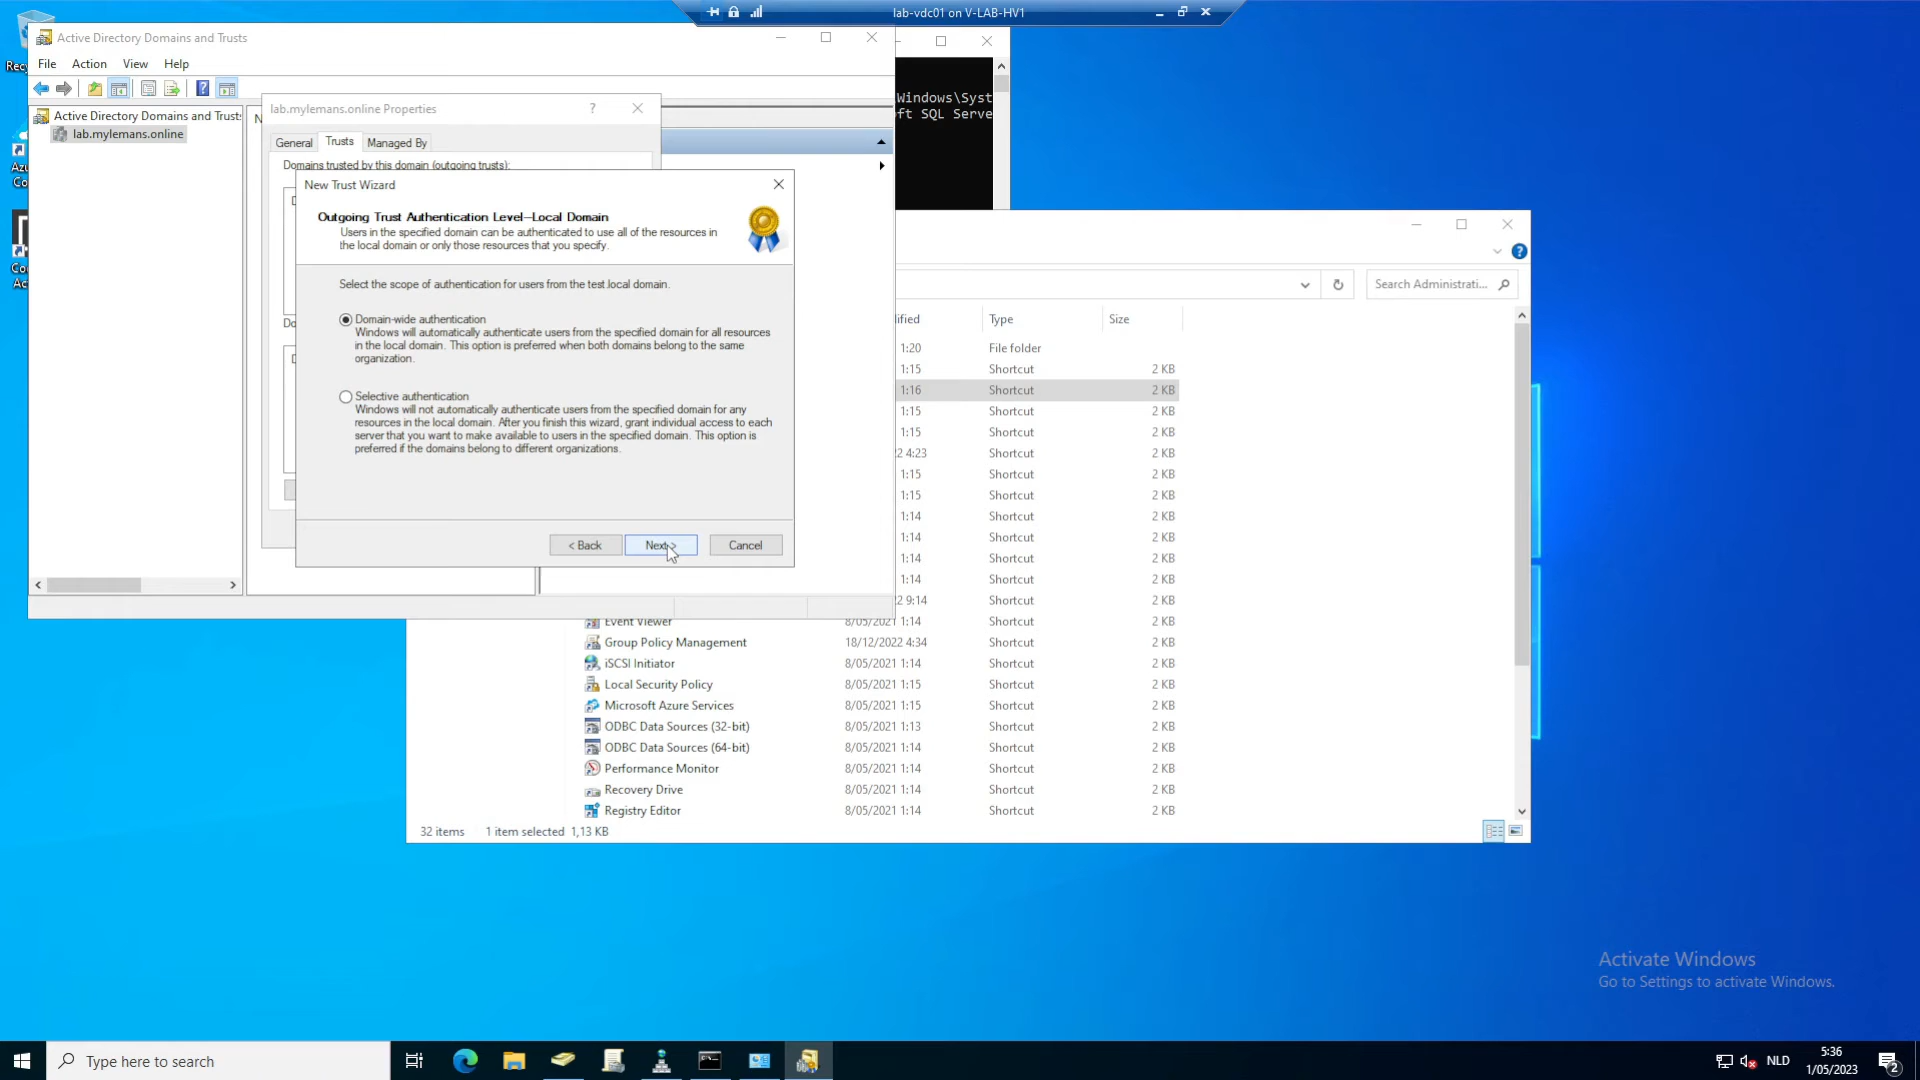 lab-vdc01 on V-LAB-HV1
Active Directory Domains and Trusts
File Action View Help
Active Directory Domains and Trusts
lab.mylemans.online
Windows\Syst
ft SQL Serve
lab.mylemans.online Properties
General Trusts Managed By
Domains trusted by this domain (outgoing trusts):
New Trust Wizard
Outgoing Trust Authentication Level--Local Domain
Users in the specified domain can be authenticated to use all of the resources in
the local domain or only those resources that you specify.
Select the scope of authentication for users from the test.local domain.
Domain-wide authentication
Windows will automatically authenticate users from the specified domain for all resources
in the local domain. This option is preferred when both domains belong to the same
organization.
Selective authentication
Windows will not automatically authenticate users from the specified domain for any
resources in the local domain. After you finish this wizard, grant individual access to each
server that you want to make available to users in the specified domain. This option is
preferred if the domains belong to different organizations.
< Back Next > Cancel
Search Administrati...
ified Type Size
1:20 File folder
1:15 Shortcut 2 KB
1:16 Shortcut 2 KB
1:15 Shortcut 2 KB
1:15 Shortcut 2 KB
2 4:23 Shortcut 2 KB
1:15 Shortcut 2 KB
1:15 Shortcut 2 KB
1:14 Shortcut 2 KB
1:14 Shortcut 2 KB
1:14 Shortcut 2 KB
1:14 Shortcut 2 KB
22 9:14 Shortcut 2 KB
Event Viewer 8/05/2021 1:14 Shortcut 2 KB
Group Policy Management 18/12/2022 4:34 Shortcut 2 KB
iSCSI Initiator 8/05/2021 1:14 Shortcut 2 KB
Local Security Policy 8/05/2021 1:15 Shortcut 2 KB
Microsoft Azure Services 8/05/2021 1:15 Shortcut 2 KB
ODBC Data Sources (32-bit) 8/05/2021 1:13 Shortcut 2 KB
ODBC Data Sources (64-bit) 8/05/2021 1:14 Shortcut 2 KB
Performance Monitor 8/05/2021 1:14 Shortcut 2 KB
Recovery Drive 8/05/2021 1:14 Shortcut 2 KB
Registry Editor 8/05/2021 1:14 Shortcut 2 KB
32 items 1 item selected 1,13 KB
Activate Windows
Go to Settings to activate Windows.
Type here to search
NLD
5:36
1/05/2023
2